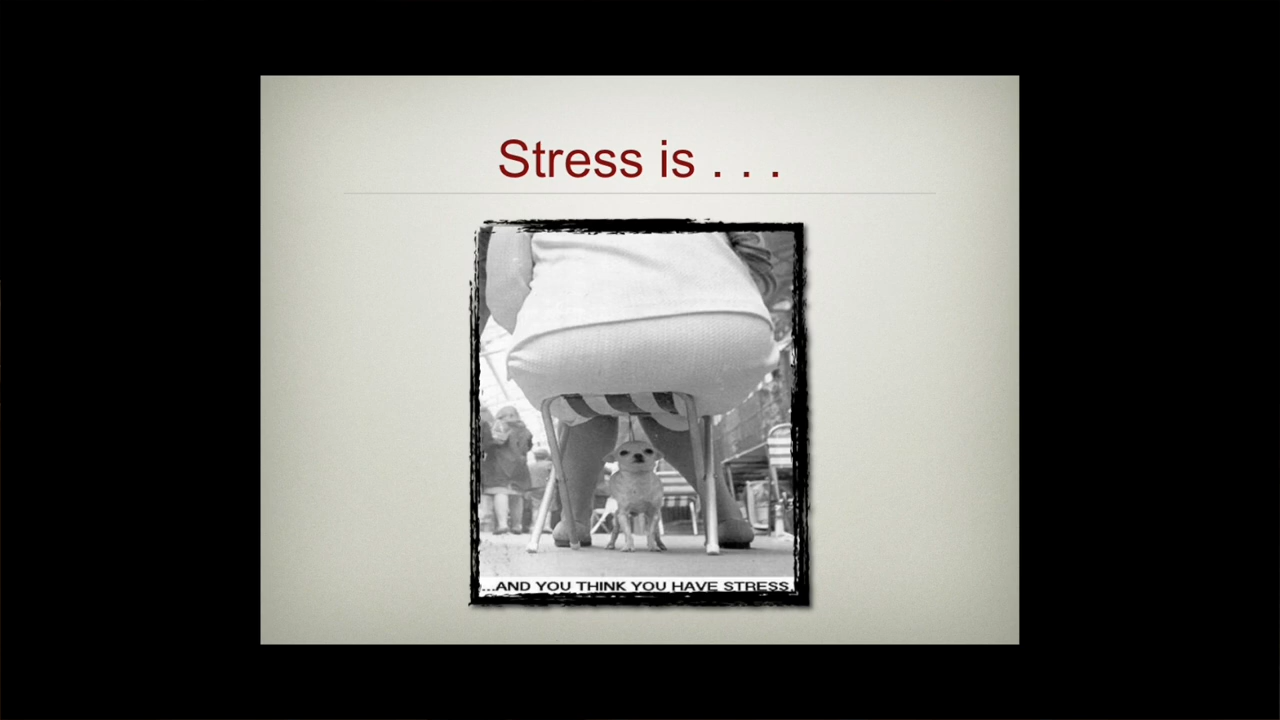 Stress is . . .
...AND YOU THINK YOU HAVE STRESS.